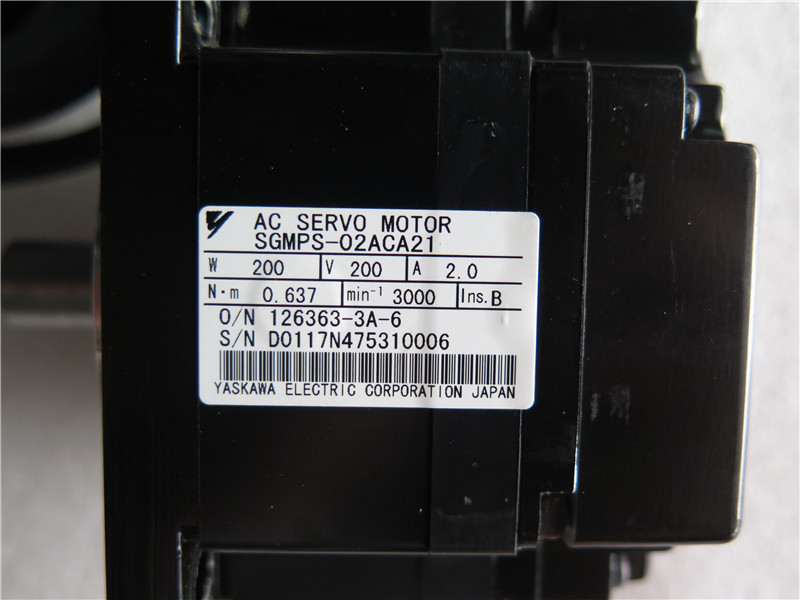 AC SERVO MOTOR
SGMPS-02ACA21
W 200 V 200 A 2.0
N·m 0.637 min⁻¹ 3000 Ins. B
O/N 126363-3A-6
S/N D0117N475310006
YASKAWA ELECTRIC CORPORATION JAPAN